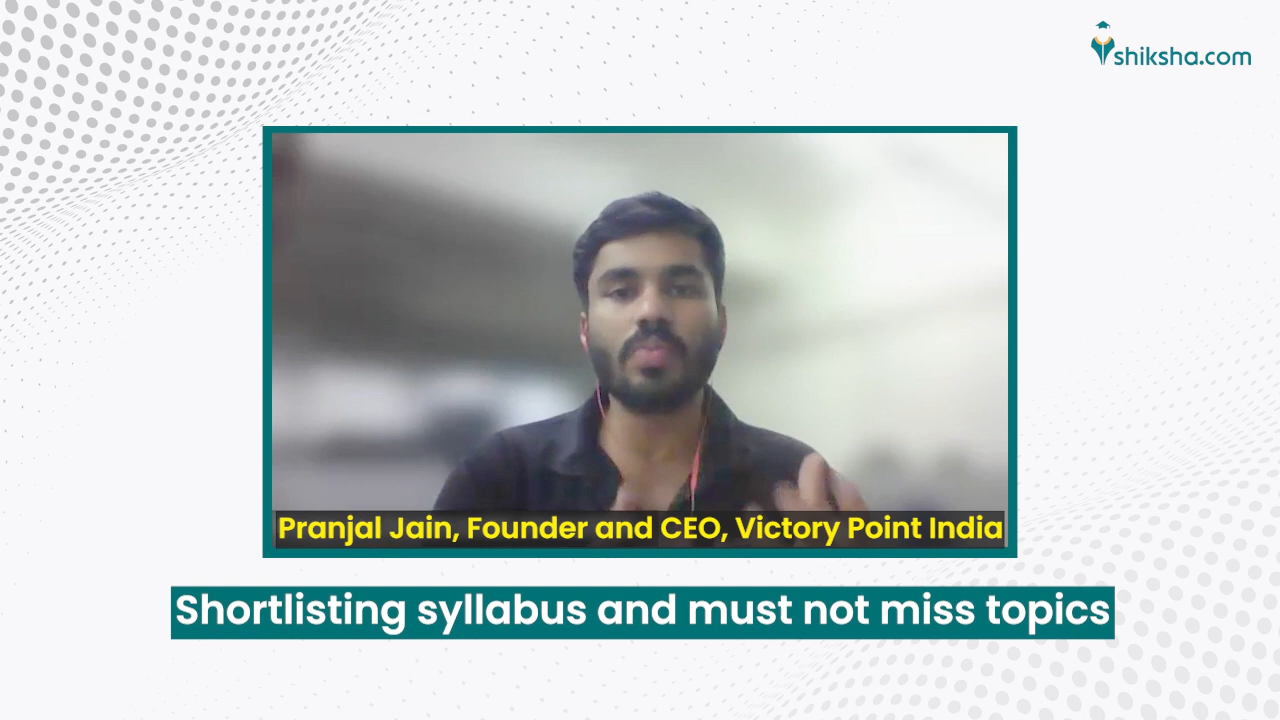 shiksha.com
Pranjal Jain, Founder and CEO, Victory Point India
Shortlisting syllabus and must not miss topics